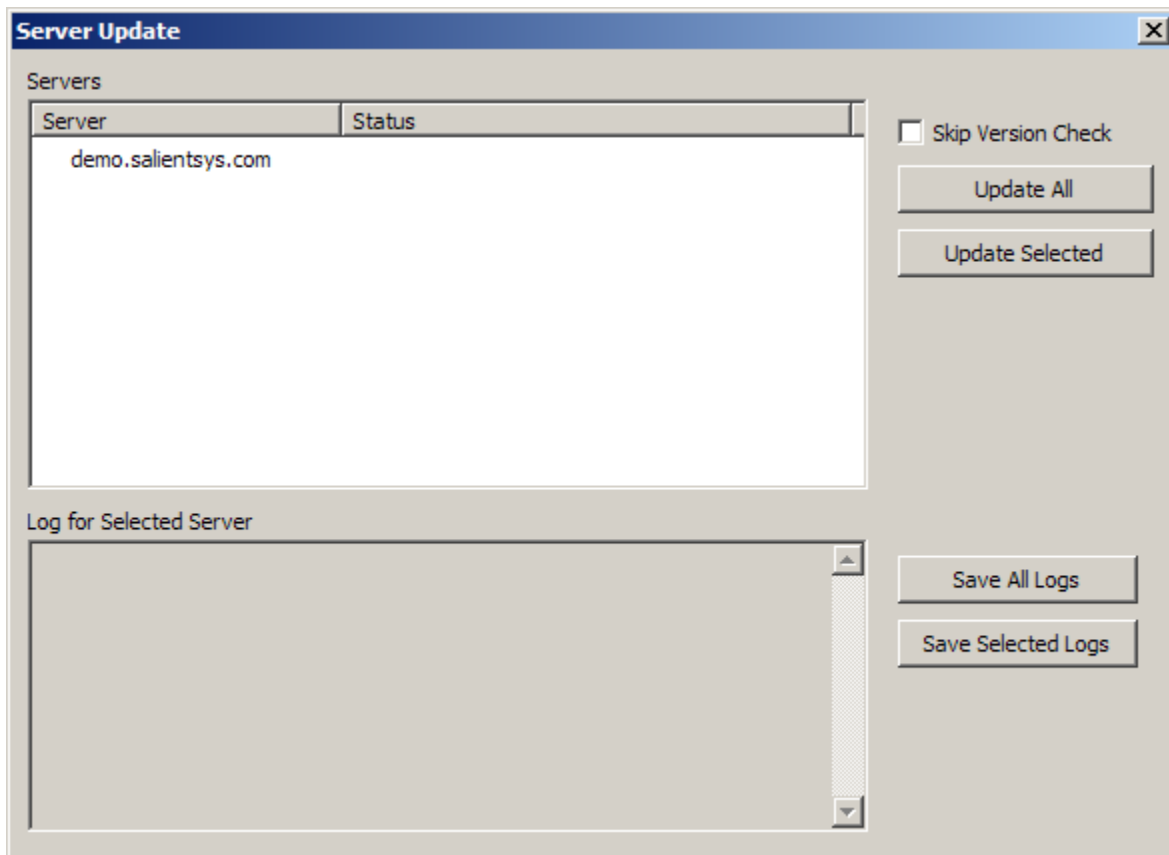 Server Update
Servers
Server Status
demo.salientsys.com
Skip Version Check
Update All
Update Selected
Log for Selected Server
Save All Logs
Save Selected Logs